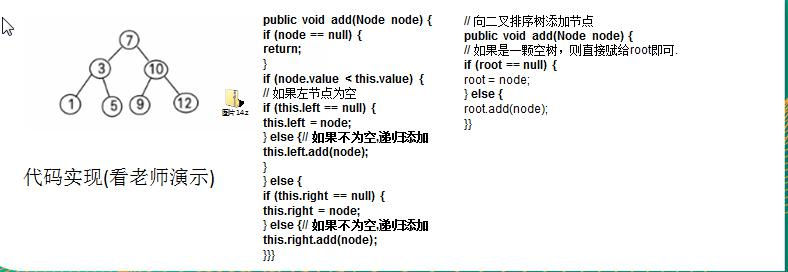 7
3
10
1
5
9
12
图片14.z
代码实现(看老师演示)
public void add(Node node) {
if (node == null) {
return;
}
if (node.value < this.value) {
// 如果左节点为空
if (this.left == null) {
this.left = node;
} else {// 如果不为空,递归添加
this.left.add(node);
}
} else {
if (this.right == null) {
this.right = node;
} else {// 如果不为空,递归添加
this.right.add(node);
}}}
// 向二叉排序树添加节点
public void add(Node node) {
// 如果是一颗空树，则直接赋给root即可.
if (root == null) {
root = node;
} else {
root.add(node);
}}